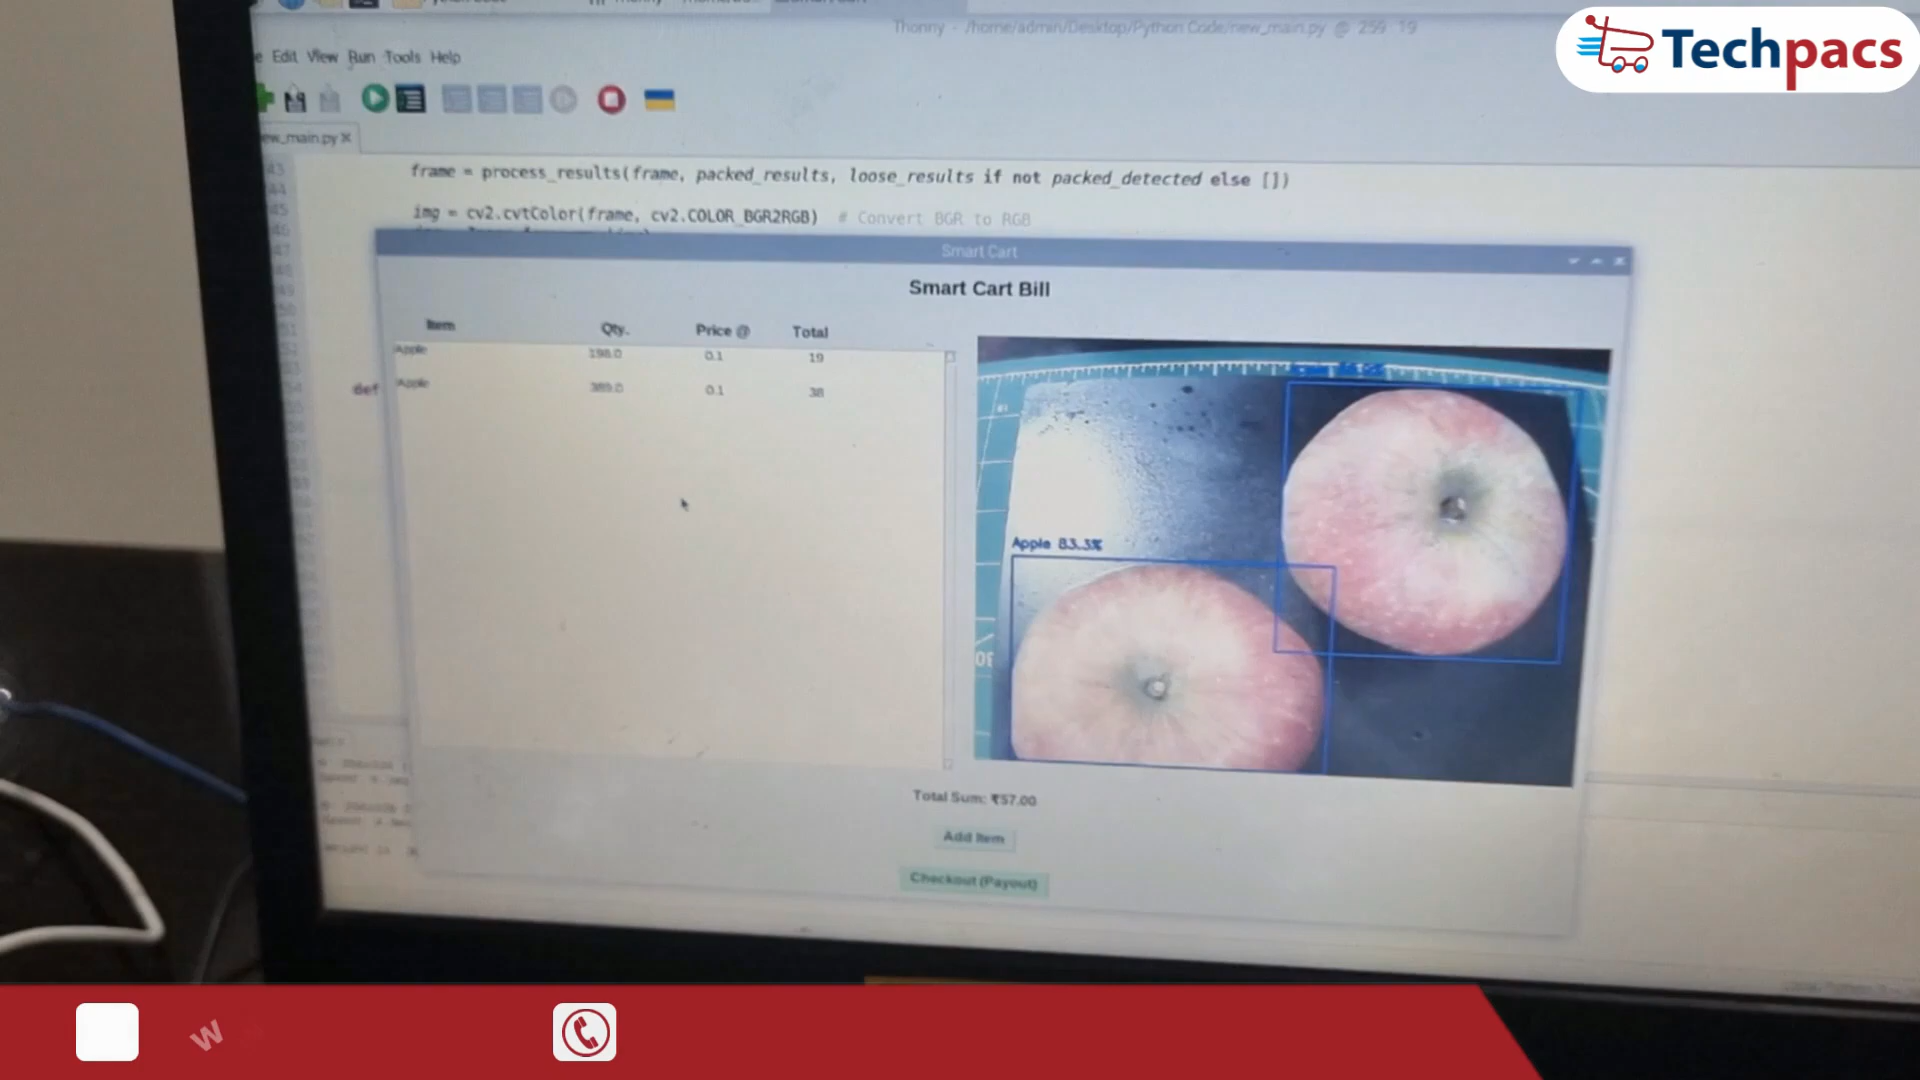 Thonny - /home/admin/Desktop/Python Code/new_main.py @ 259 19
Techpacs
Edit View Run Tools Help
ew_main.py
frame = process_results(frame, packed_results, loose_results if not packed_detected else [])
img = cv2.cvtColor(frame, cv2.COLOR_BGR2RGB) # Convert BGR to RGB
Smart Cart
Smart Cart Bill
Item Qty. Price @ Total
Apple 198.0 0.1 19
def
Apple 389.0 0.1 38
Apple 83.3%
Total Sum: ₹57.00
Add Item
Checkout (Payout)
W